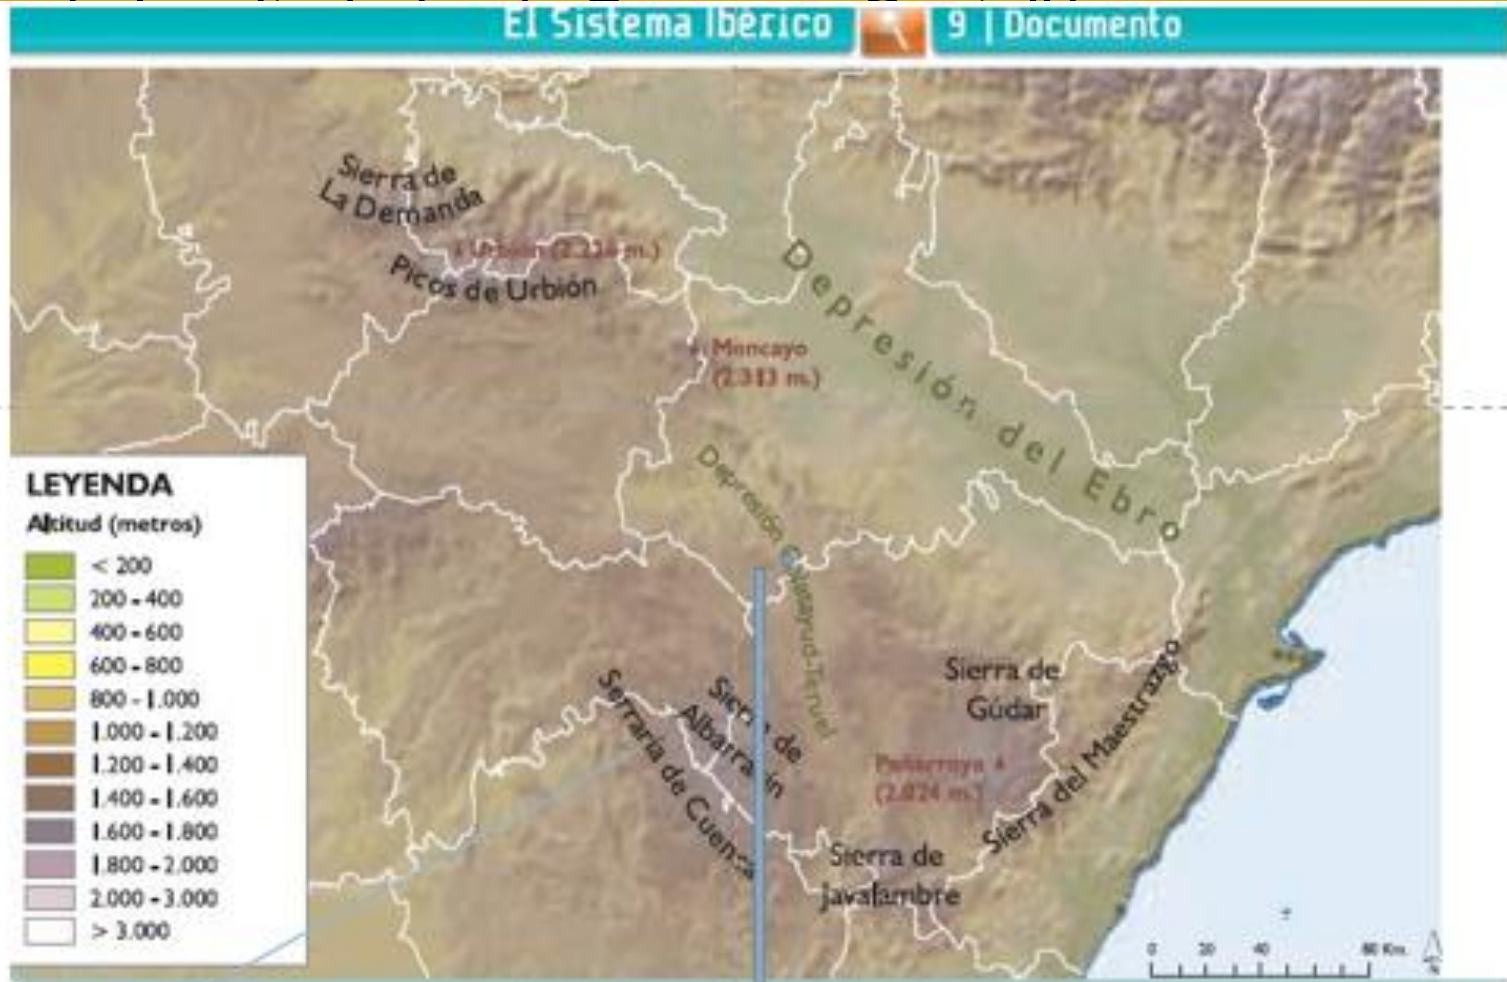 El Sistema Ibérico
9 | Documento
Sierra de
La Demanda
Urbión (2.228 m.)
Picos de Urbión
Moncayo
(2.313 m.)
Depresión del Ebro
Depresión Calatayud-Teruel
Sierra de
Albarracín
Serranía de Cuenca
Sierra de
Gúdar
Peñarroya
(2.024 m.)
Sierra del Maestrazgo
Sierra de
Javalambre
LEYENDA
Altitud (metros)
< 200
200 - 400
400 - 600
600 - 800
800 - 1.000
1.000 - 1.200
1.200 - 1.400
1.400 - 1.600
1.600 - 1.800
1.800 - 2.000
2.000 - 3.000
> 3.000
0 20 40 80 Km.